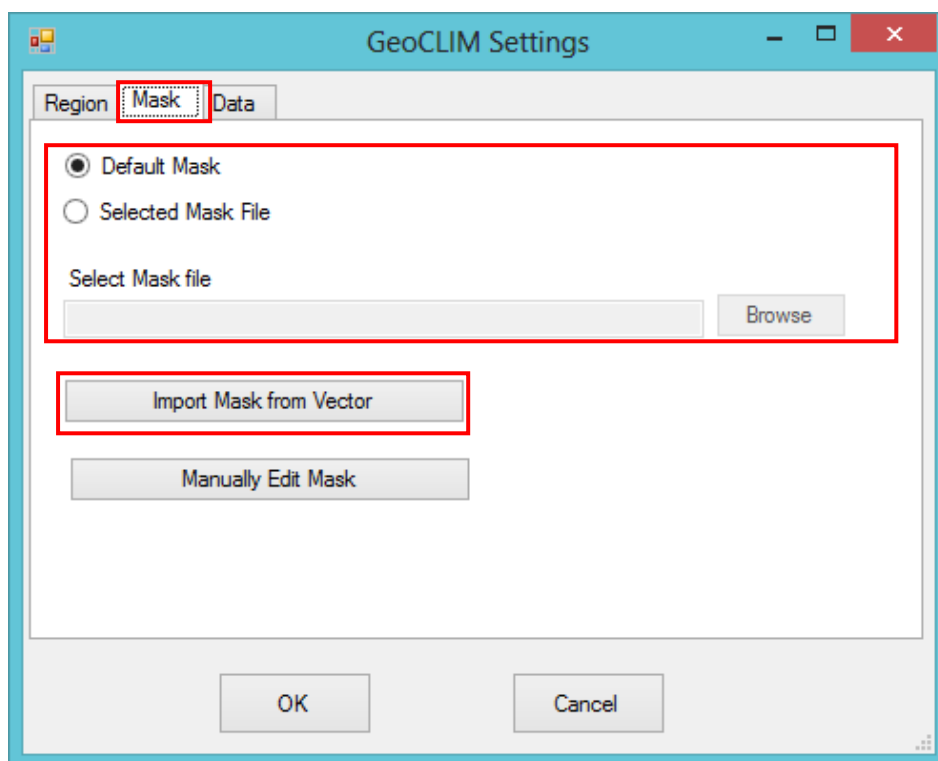 GeoCLIM Settings
Region Mask Data
Default Mask
Selected Mask File
Select Mask file
Browse
Import Mask from Vector
Manually Edit Mask
OK Cancel